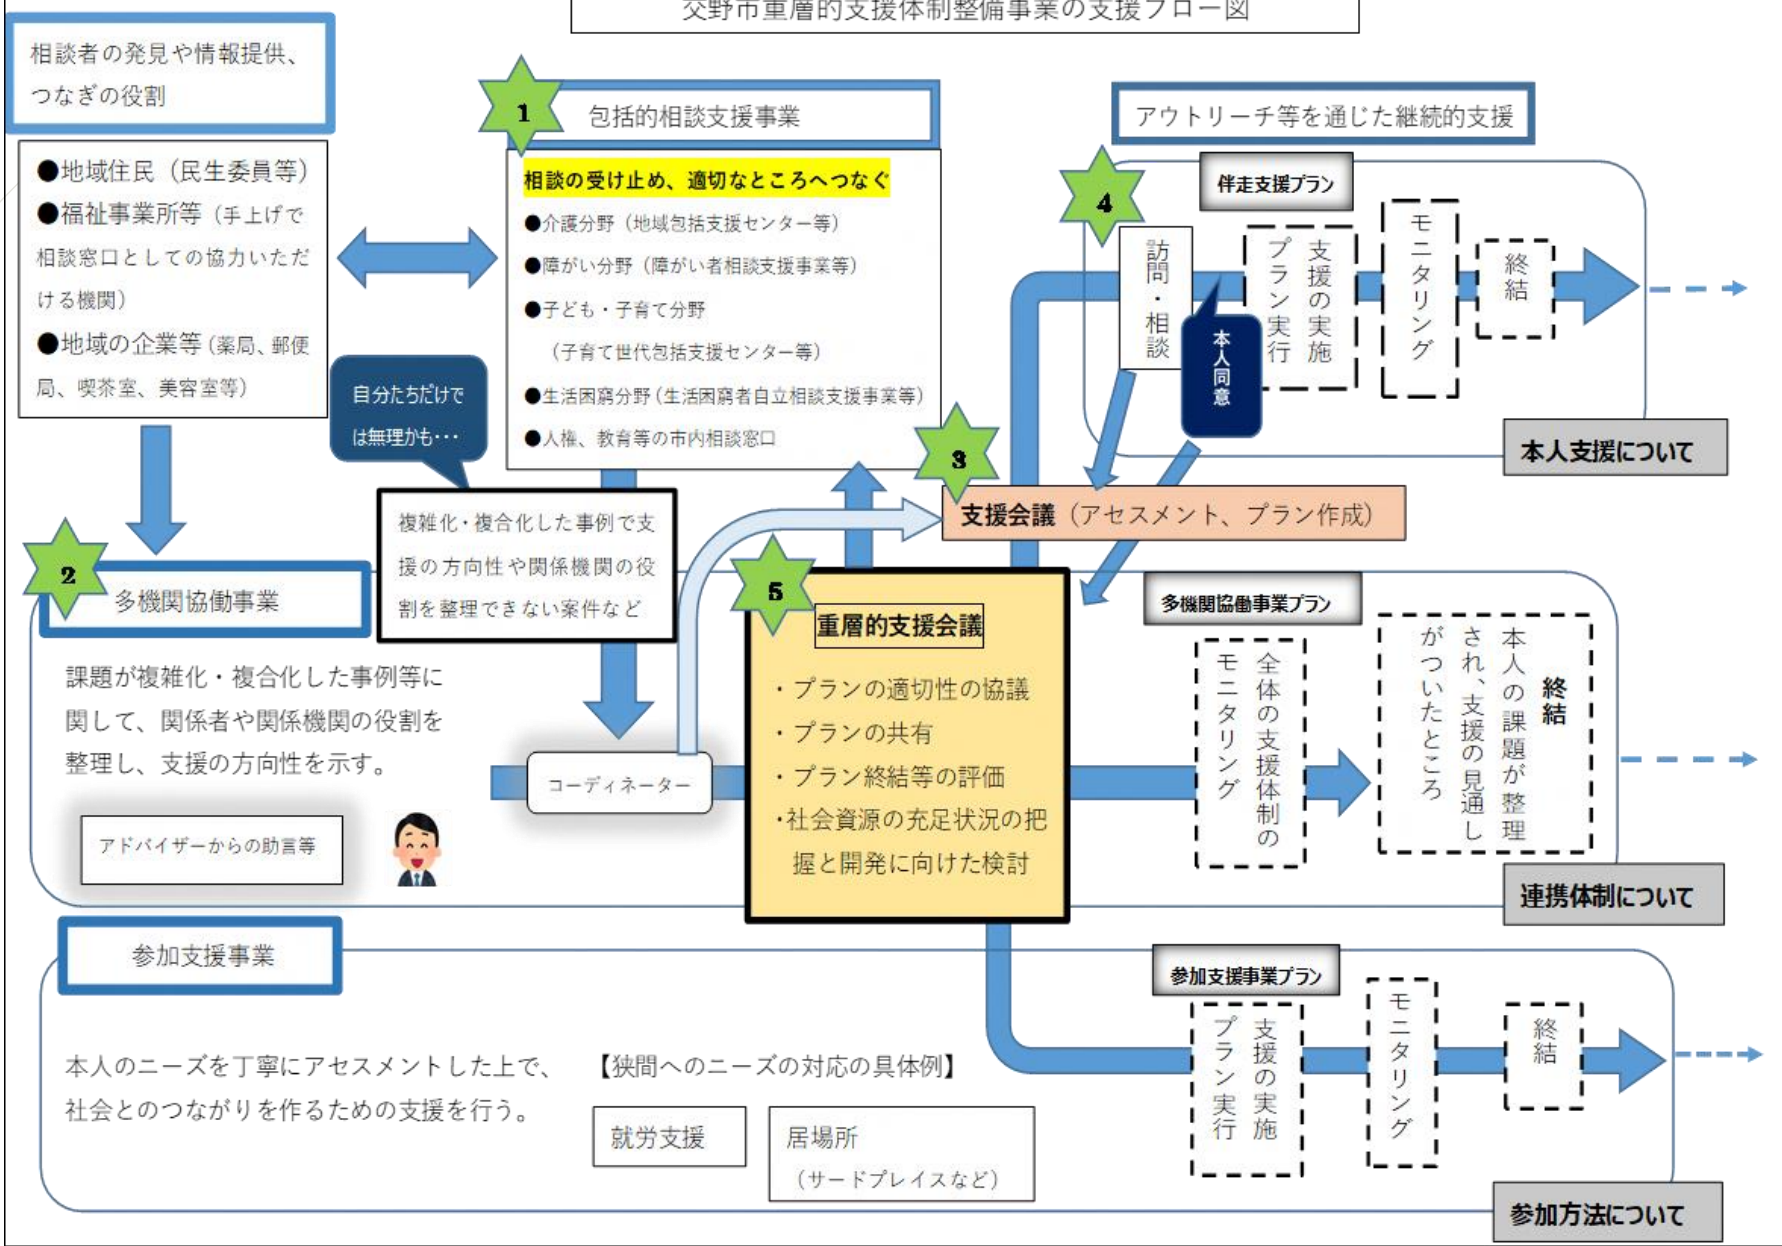 交野市重層的支援体制整備事業の支援フロー図
相談者の発見や情報提供、
つなぎの役割
●地域住民（民生委員等）
●福祉事業所等（手上げで
相談窓口としての協力いただ
ける機関）
●地域の企業等（薬局、郵便
局、喫茶室、美容室等）
1
包括的相談支援事業
相談の受け止め、適切なところへつなぐ
●介護分野（地域包括支援センター等）
●障がい分野（障がい者相談支援事業等）
●子ども・子育て分野
（子育て世代包括支援センター等）
●生活困窮分野（生活困窮者自立相談支援事業等）
●人権、教育等の市内相談窓口
自分たちだけで
は無理かも・・・
複雑化・複合化した事例で支
援の方向性や関係機関の役
割を整理できない案件など
アウトリーチ等を通じた継続的支援
4
伴走支援プラン
訪問・相談
本人同意
支援の実施
プラン実行
モニタリング
終結
本人支援について
3
支援会議（アセスメント、プラン作成）
2
多機関協働事業
課題が複雑化・複合化した事例等に
関して、関係者や関係機関の役割を
整理し、支援の方向性を示す。
アドバイザーからの助言等
コーディネーター
5
重層的支援会議
・プランの適切性の協議
・プランの共有
・プラン終結等の評価
・社会資源の充足状況の把
握と開発に向けた検討
多機関協働事業プラン
全体の支援体制の
モニタリング
終結
本人の課題が整理
され、支援の見通し
がついたところ
連携体制について
参加支援事業
本人のニーズを丁寧にアセスメントした上で、
社会とのつながりを作るための支援を行う。
【狭間へのニーズの対応の具体例】
就労支援
居場所
（サードプレイスなど）
参加支援事業プラン
支援の実施
プラン実行
モニタリング
終結
参加方法について